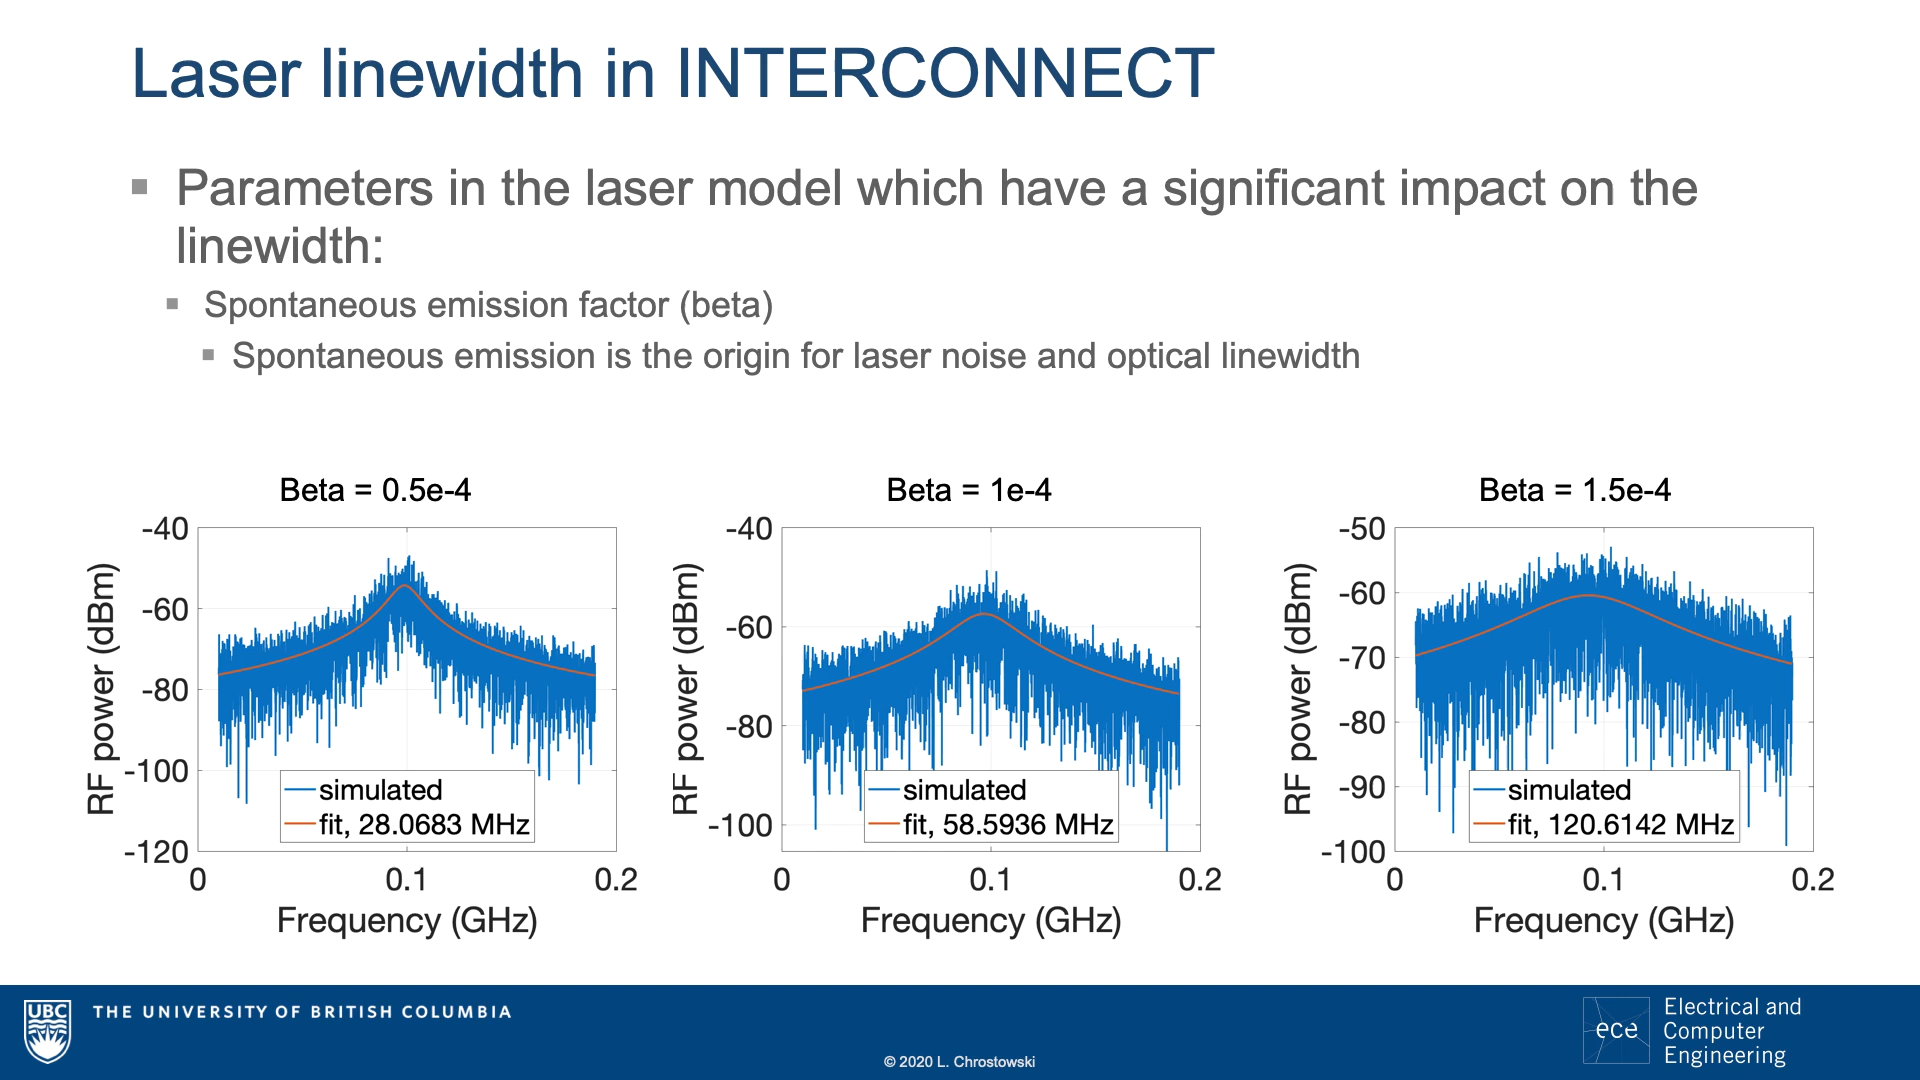 Laser linewidth in INTERCONNECT
Parameters in the laser model which have a significant impact on the
linewidth:
Spontaneous emission factor (beta)
Spontaneous emission is the origin for laser noise and optical linewidth
Beta = 0.5e-4
-40
-60
-80
-100
-120
RF power (dBm)
simulated
fit, 28.0683 MHz
0
0.1
0.2
Frequency (GHz)
Beta = 1e-4
-40
-60
-80
-100
RF power (dBm)
simulated
fit, 58.5936 MHz
0
0.1
0.2
Frequency (GHz)
Beta = 1.5e-4
-50
-60
-70
-80
-90
-100
RF power (dBm)
simulated
fit, 120.6142 MHz
0
0.1
0.2
Frequency (GHz)
UBC
THE UNIVERSITY OF BRITISH COLUMBIA
© 2020 L. Chrostowski
ece
Electrical and
Computer
Engineering